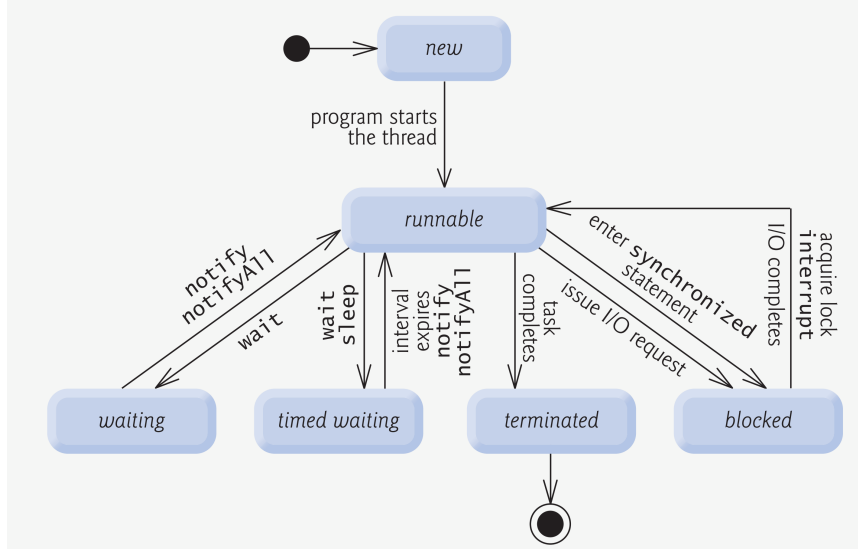 new
program starts
the thread
runnable
notify
notifyAll
wait
wait
sleep
interval
expires
notify
notifyAll
task
completes
issue I/O request
enter synchronized
statement
I/O completes
acquire lock
interrupt
waiting
timed waiting
terminated
blocked